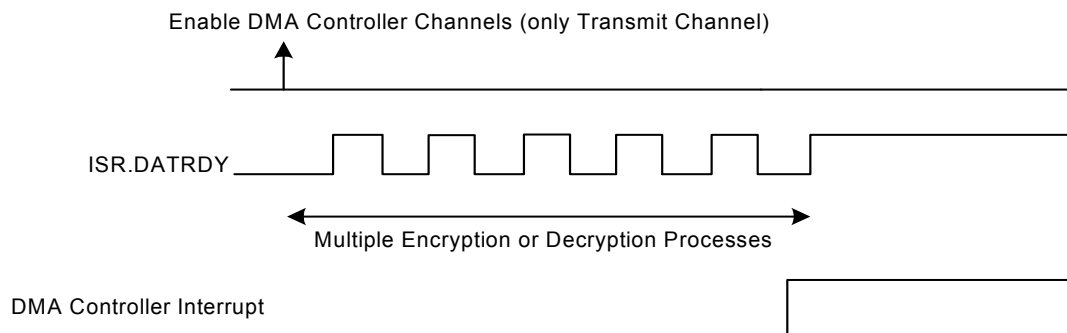 Enable DMA Controller Channels (only Transmit Channel)
ISR.DATRDY
Multiple Encryption or Decryption Processes
DMA Controller Interrupt